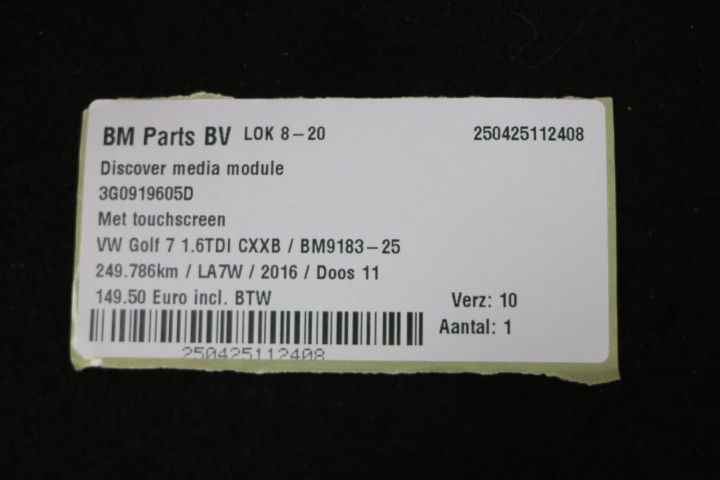 BM Parts BV LOK 8-20 250425112408
Discover media module
3G0919605D
Met touchscreen
VW Golf 7 1.6TDI CXXB / BM9183-25
249.786km / LA7W / 2016 / Doos 11
149.50 Euro incl. BTW Verz: 10
Aantal: 1
250425112408